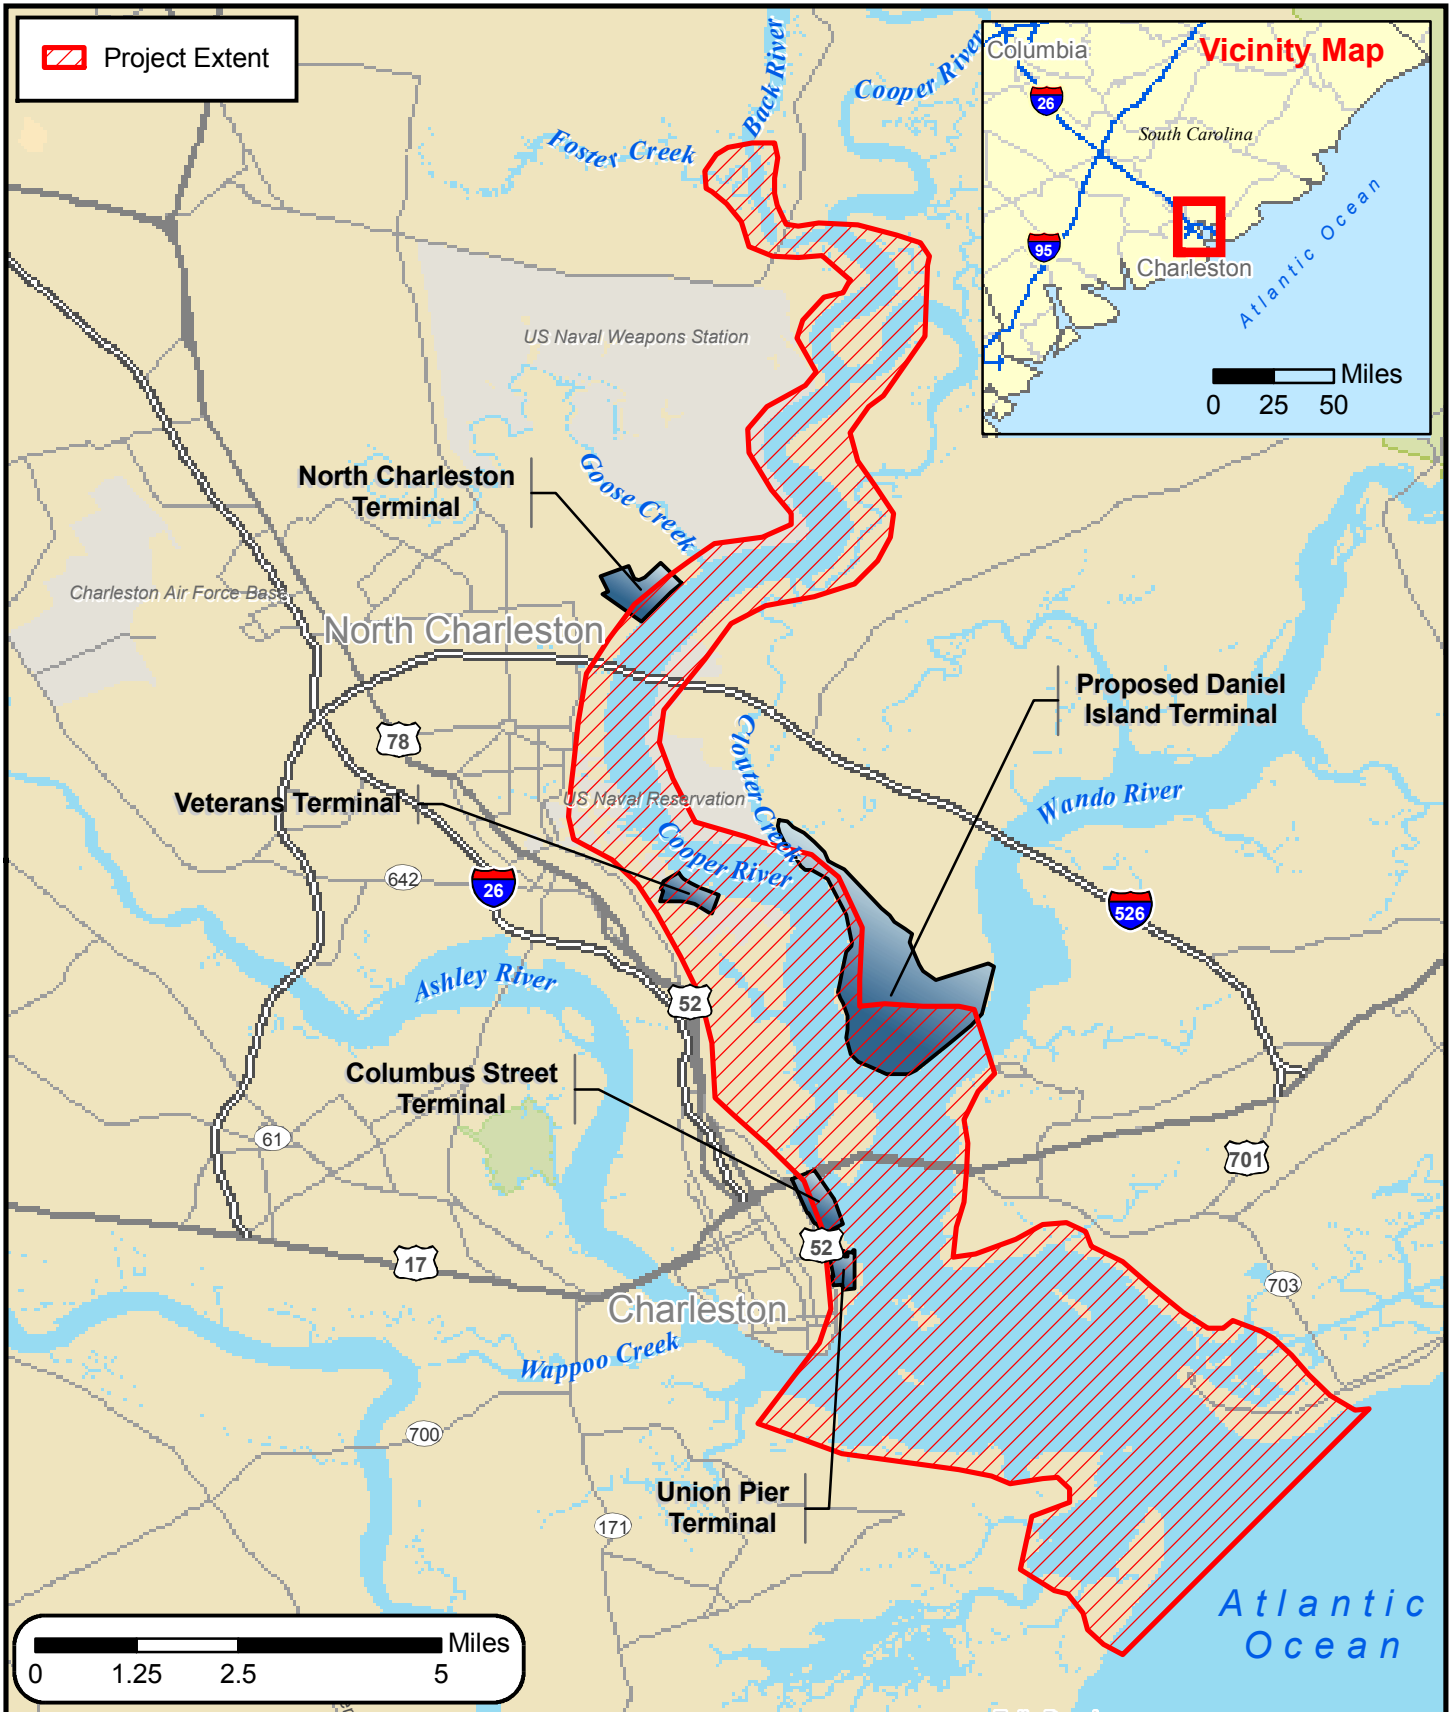 Project Extent
Back River
Cooper River
Foster Creek
Columbia
Vicinity Map
26
South Carolina
95
Charleston
Atlantic Ocean
Miles
0 25 50
US Naval Weapons Station
North Charleston
Terminal
Goose Creek
Charleston Air Force Base
North Charleston
Proposed Daniel
Island Terminal
78
Clouter Creek
Wando River
Veterans Terminal
US Naval Reservation
Cooper River
642
26
526
Ashley River
52
Columbus Street
Terminal
61
701
52
17
703
Charleston
Wappoo Creek
700
Union Pier
Terminal
171
Atlantic
Ocean
Miles
0 1.25 2.5 5